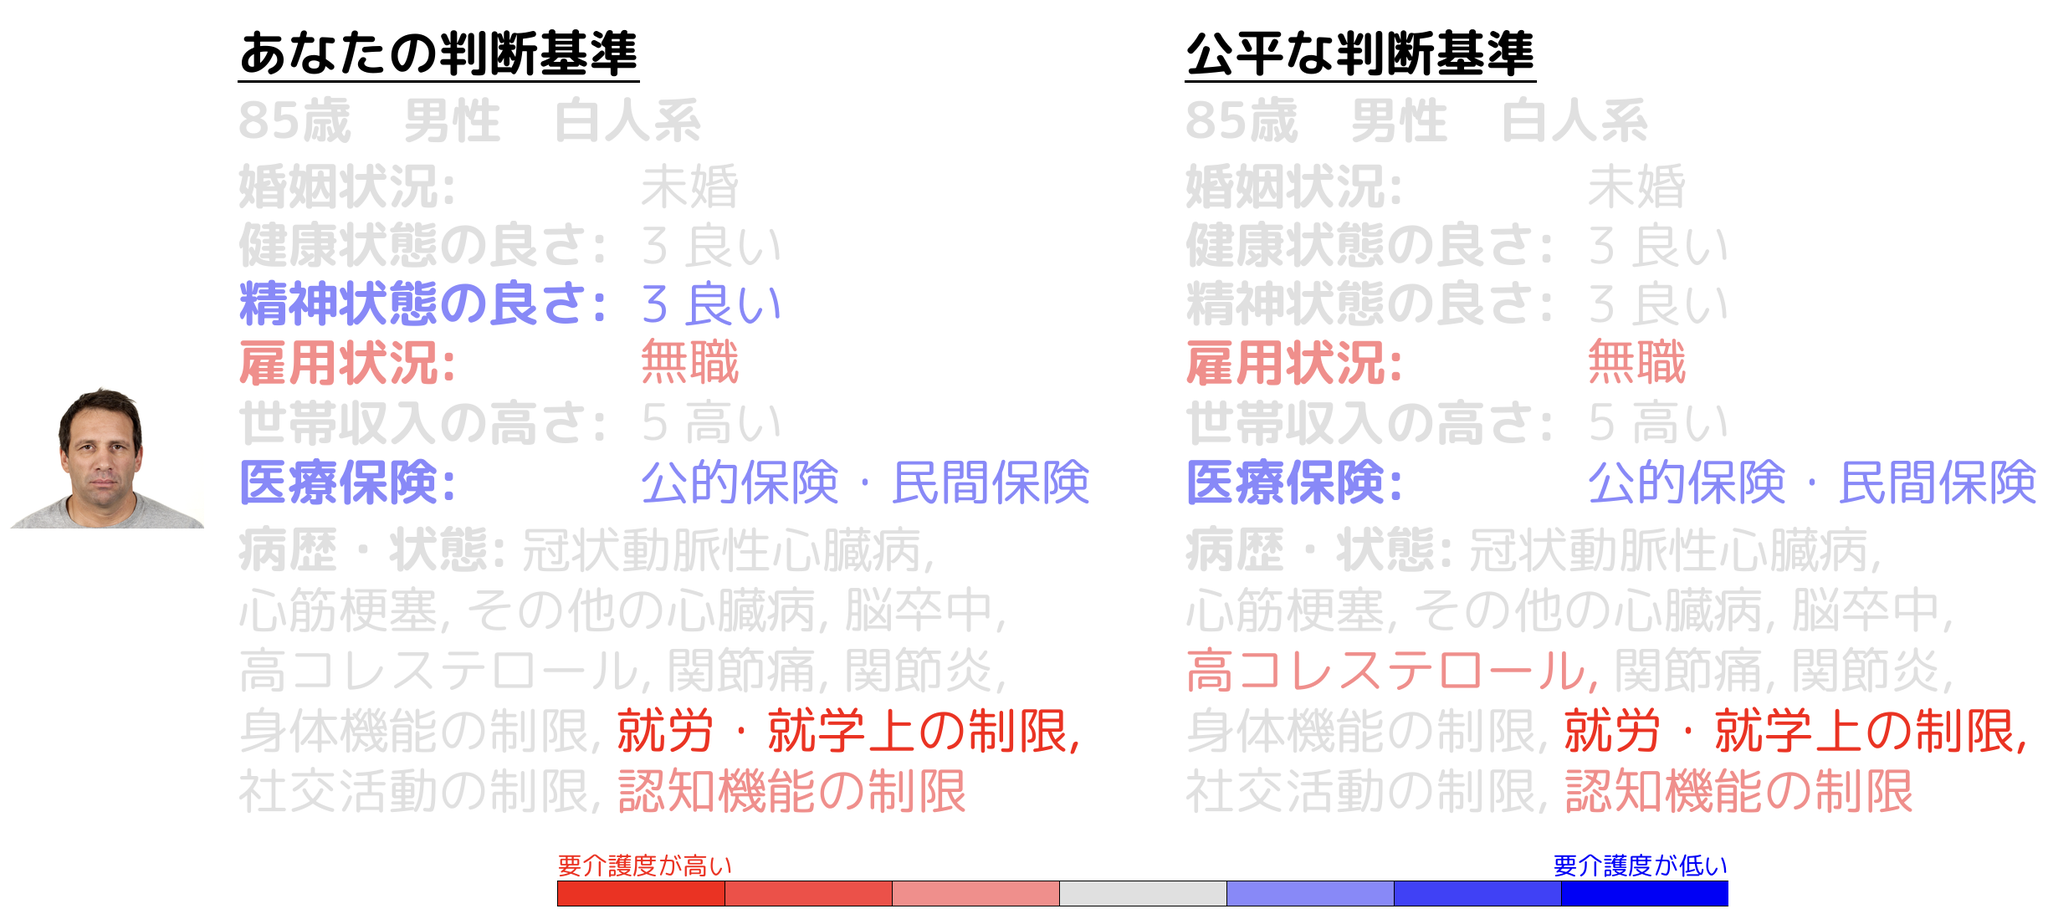 あなたの判断基準
85歳　男性　白人系
婚姻状況: 未婚
健康状態の良さ: 3 良い
精神状態の良さ: 3 良い
雇用状況: 無職
世帯収入の高さ: 5 高い
医療保険: 公的保険・民間保険
病歴・状態: 冠状動脈性心臓病,
心筋梗塞, その他の心臓病, 脳卒中,
高コレステロール, 関節痛, 関節炎,
身体機能の制限, 就労・就学上の制限,
社交活動の制限, 認知機能の制限
公平な判断基準
85歳　男性　白人系
婚姻状況: 未婚
健康状態の良さ: 3 良い
精神状態の良さ: 3 良い
雇用状況: 無職
世帯収入の高さ: 5 高い
医療保険: 公的保険・民間保険
病歴・状態: 冠状動脈性心臓病,
心筋梗塞, その他の心臓病, 脳卒中,
高コレステロール, 関節痛, 関節炎,
身体機能の制限, 就労・就学上の制限,
社交活動の制限, 認知機能の制限
要介護度が高い
要介護度が低い